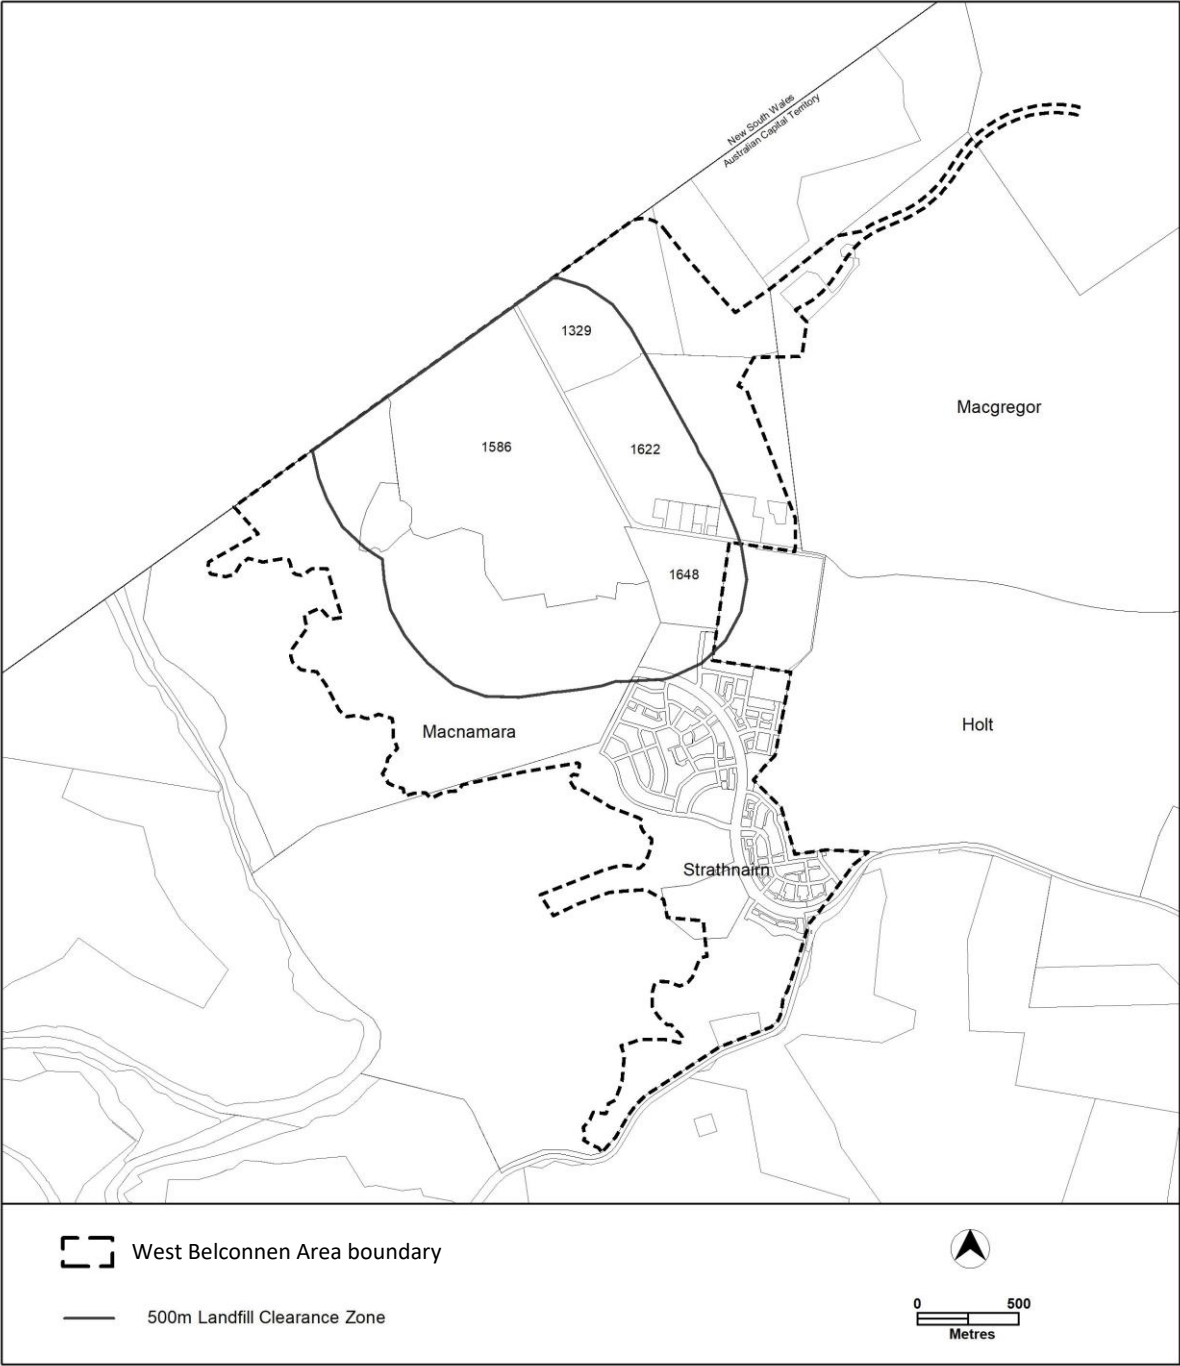 New South Wales
Australian Capital Territory
1329
Macgregor
1586
1622
1648
Macnamara
Holt
Strathnairn
West Belconnen Area boundary
500m Landfill Clearance Zone
0 500
Metres